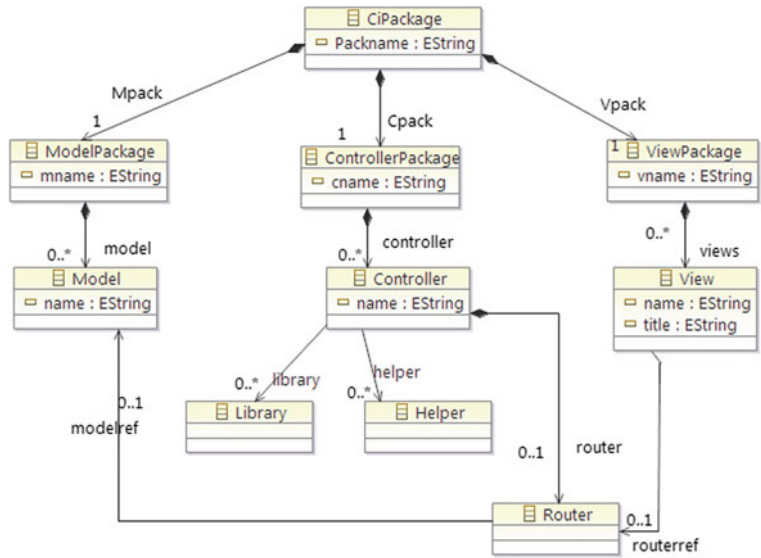 CiPackage
Packname : EString
Mpack
Cpack
Vpack
1
1
1
ModelPackage
mname : EString
ControllerPackage
cname : EString
ViewPackage
vname : EString
0..*
model
0..*
controller
0..*
views
Model
name : EString
Controller
name : EString
View
name : EString
title : EString
0..*
library
helper
0..*
Library
Helper
0..1
modelref
0..1
router
Router
0..1
routerref